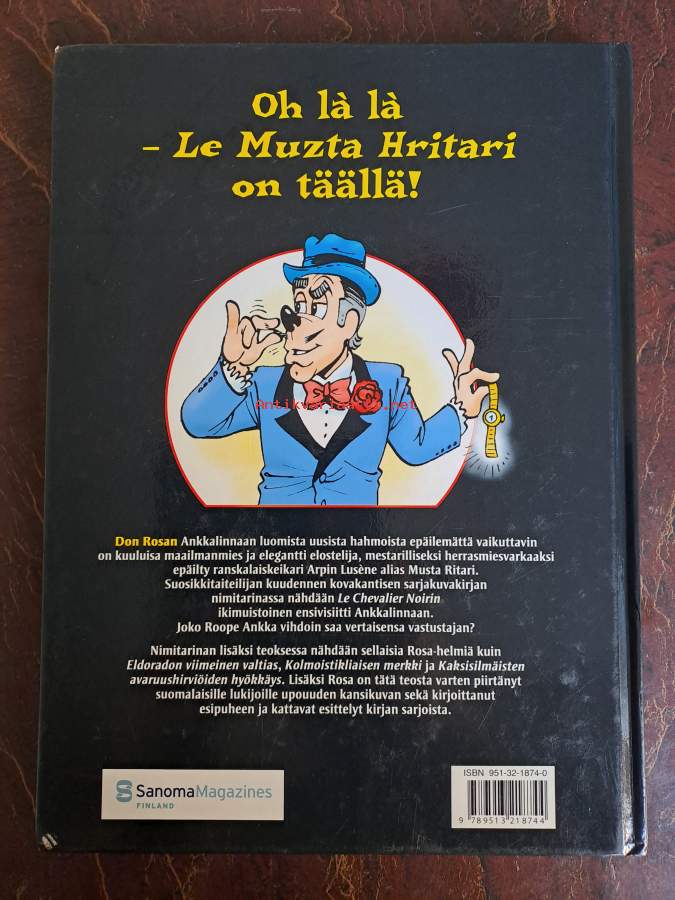 Oh là là
– Le Muzta Hritari
on täällä!
Antikvariaatti.net
1
Don Rosan Ankkalinnaan luomista uusista hahmoista epäilemättä vaikuttavin
on kuuluisa maailmanmies ja elegantti elostelija, mestarilliseksi herrasmiesvarkaaksi
epäilty ranskalaiskeikari Arpin Lusène alias Musta Ritari.
Suosikkitaiteilijan kuudennen kovakantisen sarjakuvakirjan
nimitarinassa nähdään Le Chevalier Noirin
ikimuistoinen ensivisiitti Ankkalinnaan.
Joko Roope Ankka vihdoin saa vertaisensa vastustajan?
Nimitarinan lisäksi teoksessa nähdään sellaisia Rosa-helmiä kuin
Eldoradon viimeinen valtias, Kolmoistikliaisen merkki ja Kaksisilmäisten
avaruushirviöiden hyökkäys. Lisäksi Rosa on tätä teosta varten piirtänyt
suomalaisille lukijoille upouuden kansikuvan sekä kirjoittanut
esipuheen ja kattavat esittelyt kirjan sarjoista.
SanomaMagazines
FINLAND
ISBN 951-32-1874-0
9 789513 218744